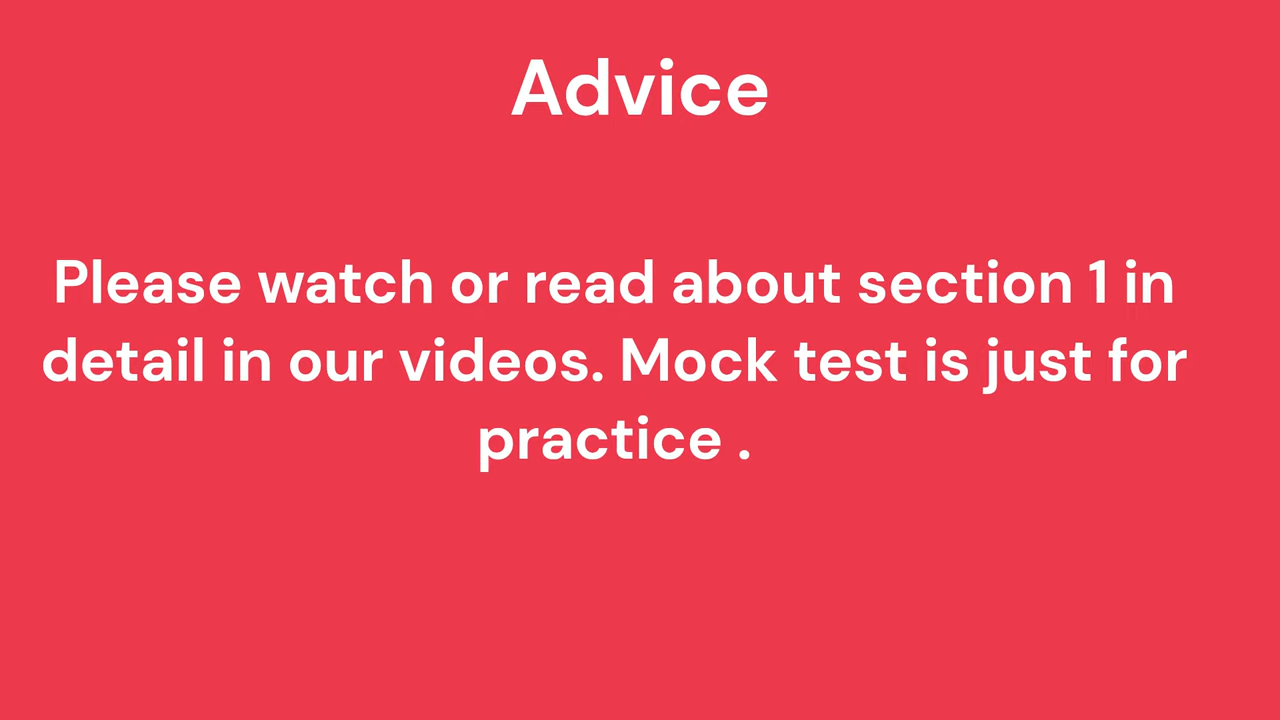 Advice
Please watch or read about section 1 in
detail in our videos. Mock test is just for
practice .